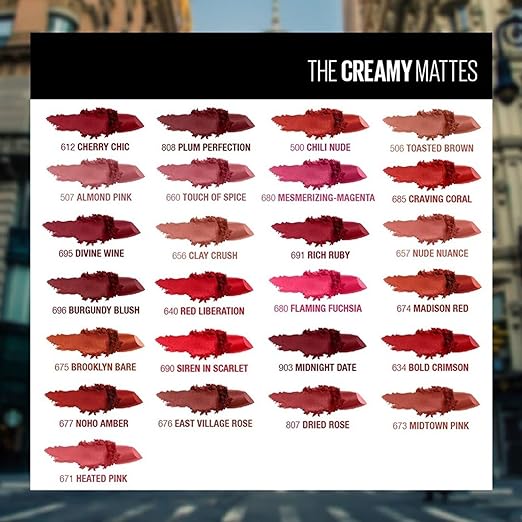 THE CREAMY MATTES
612 CHERRY CHIC
808 PLUM PERFECTION
500 CHILI NUDE
506 TOASTED BROWN
507 ALMOND PINK
660 TOUCH OF SPICE
680 MESMERIZING-MAGENTA
685 CRAVING CORAL
695 DIVINE WINE
656 CLAY CRUSH
691 RICH RUBY
657 NUDE NUANCE
696 BURGUNDY BLUSH
640 RED LIBERATION
680 FLAMING FUCHSIA
674 MADISON RED
675 BROOKLYN BARE
690 SIREN IN SCARLET
903 MIDNIGHT DATE
634 BOLD CRIMSON
677 NOHO AMBER
676 EAST VILLAGE ROSE
807 DRIED ROSE
673 MIDTOWN PINK
671 HEATED PINK